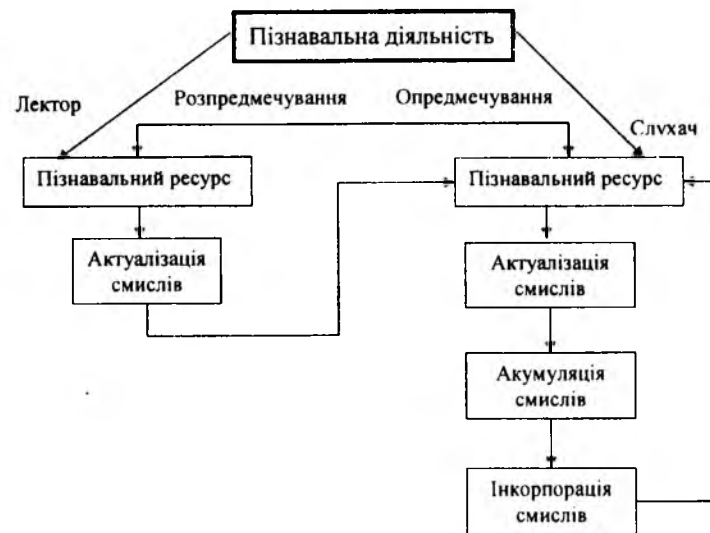 Пізнавальна діяльність
Лектор
Розпредмечування Опредмечування
Слухач
Пізнавальний ресурс Пізнавальний ресурс
Актуалізація
смислів
Актуалізація
смислів
Акумуляція
смислів
Інкорпорація
смислів